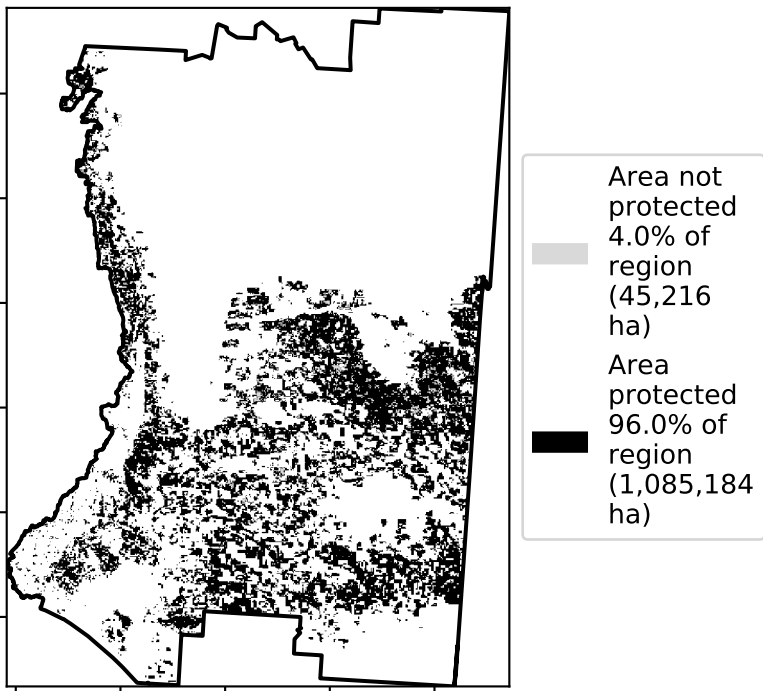 Area not
protected
4.0% of
region
(45,216
ha)
Area
protected
96.0% of
region
(1,085,184
ha)